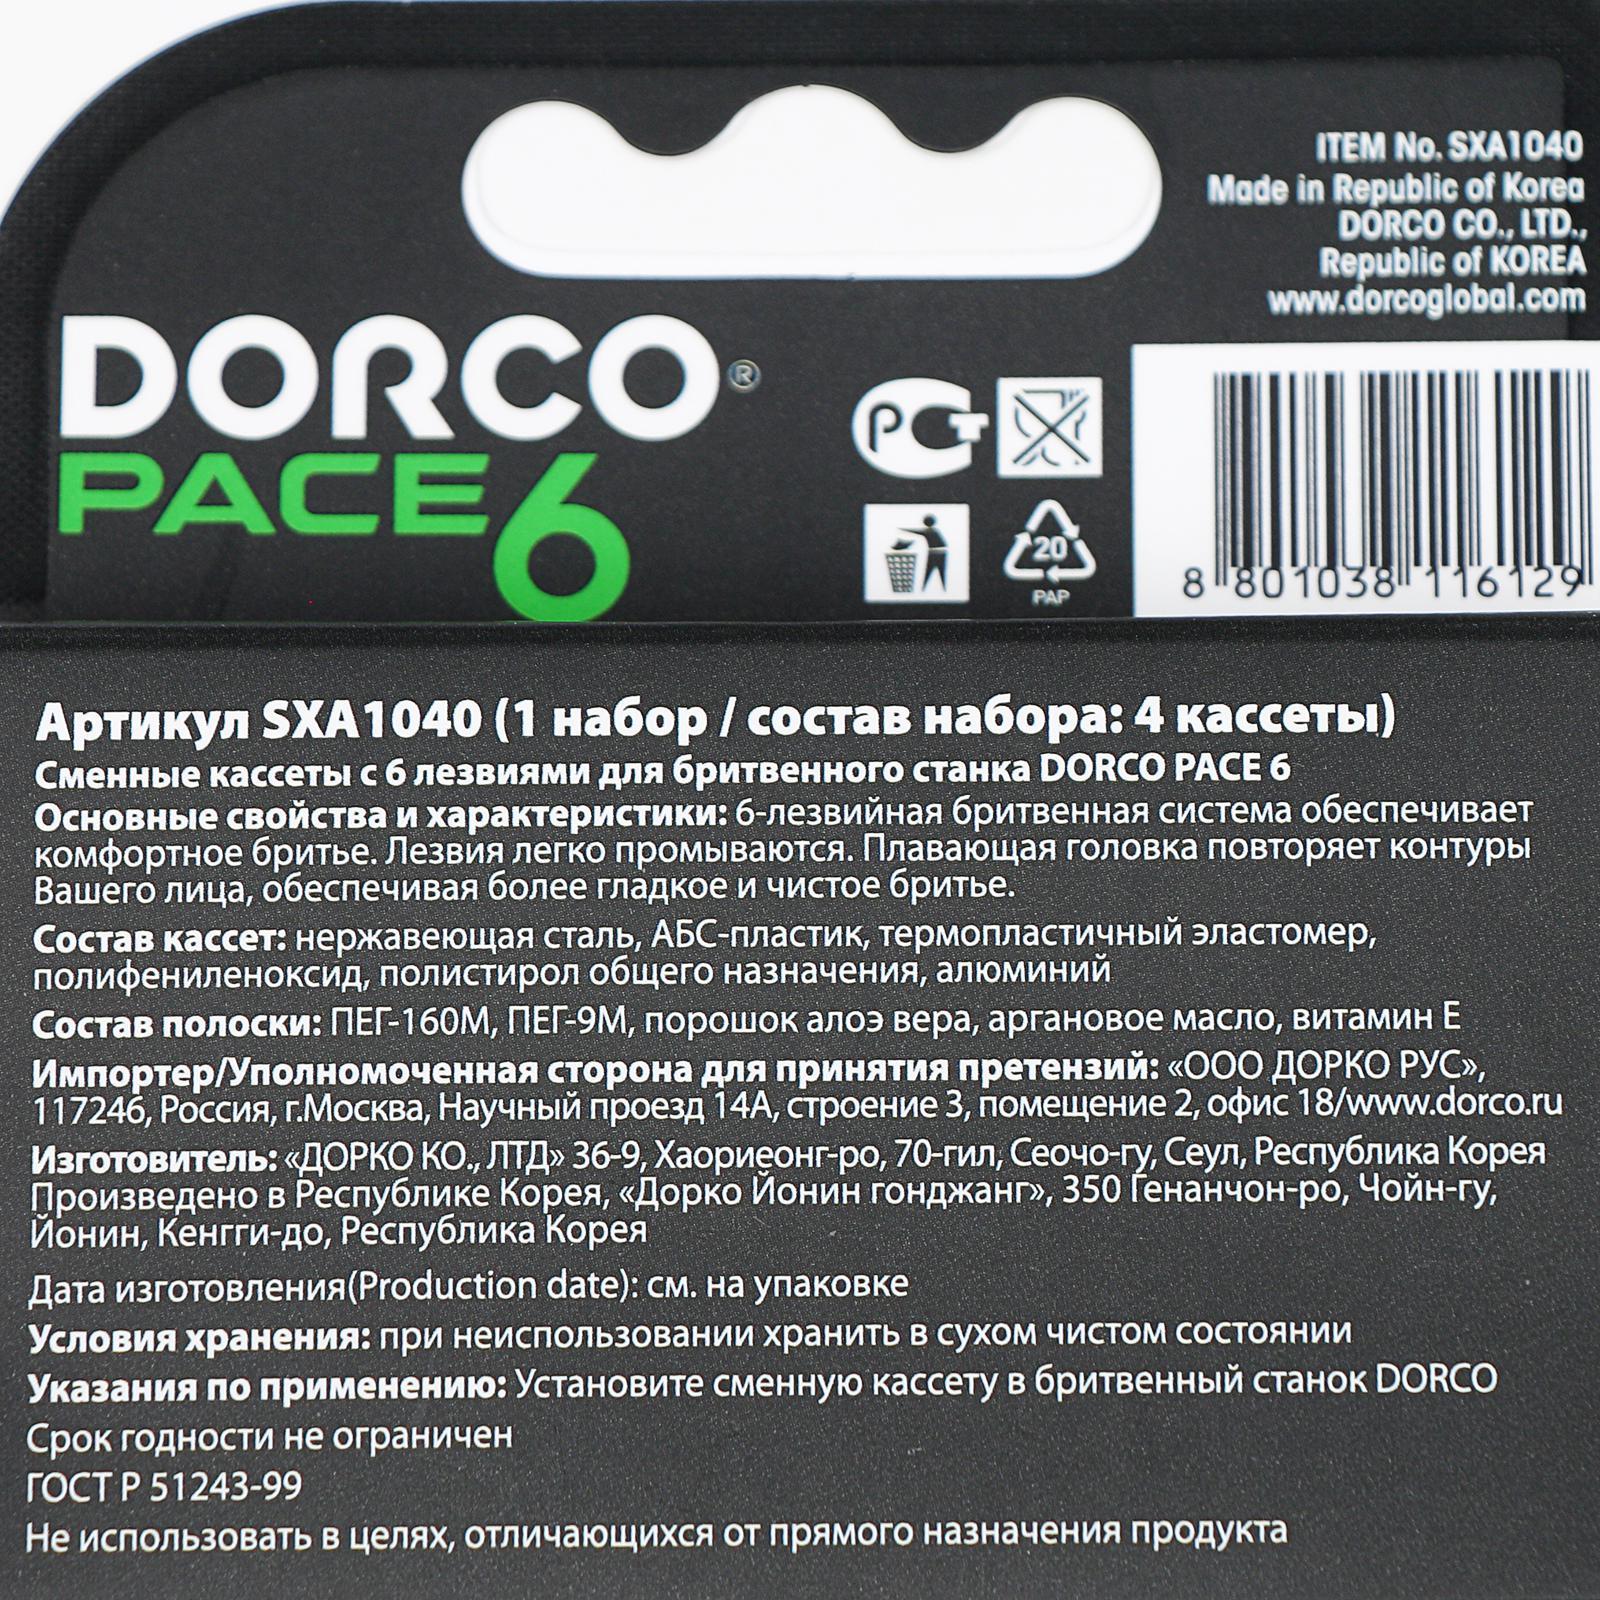 ITEM No. SXA1040
Made in Republic of Korea
DORCO CO., LTD.,
Republic of KOREA
www.dorcoglobal.com
DORCO®
PACE 6
РСТ
20
PAP
8 801038 116129
Артикул SXA1040 (1 набор / состав набора: 4 кассеты)
Сменные кассеты с 6 лезвиями для бритвенного станка DORCO PACE 6
Основные свойства и характеристики: 6-лезвийная бритвенная система обеспечивает
комфортное бритье. Лезвия легко промываются. Плавающая головка повторяет контуры
Вашего лица, обеспечивая более гладкое и чистое бритье.
Состав кассет: нержавеющая сталь, АБС-пластик, термопластичный эластомер,
полифениленоксид, полистирол общего назначения, алюминий
Состав полоски: ПЕГ-160М, ПЕГ-9М, порошок алоэ вера, аргановое масло, витамин Е
Импортер/Уполномоченная сторона для принятия претензий: «ООО ДОРКО РУС»,
117246, Россия, г.Москва, Научный проезд 14А, строение 3, помещение 2, офис 18/www.dorco.ru
Изготовитель: «ДОРКО КО., ЛТД» 36-9, Хаориеонг-ро, 70-гил, Сеочо-гу, Сеул, Республика Корея
Произведено в Республике Корея, «Дорко Йонин гонджанг», 350 Генанчон-ро, Чойн-гу,
Йонин, Кенгги-до, Республика Корея
Дата изготовления(Production date): см. на упаковке
Условия хранения: при неиспользовании хранить в сухом чистом состоянии
Указания по применению: Установите сменную кассету в бритвенный станок DORCO
Срок годности не ограничен
ГОСТ Р 51243-99
Не использовать в целях, отличающихся от прямого назначения продукта